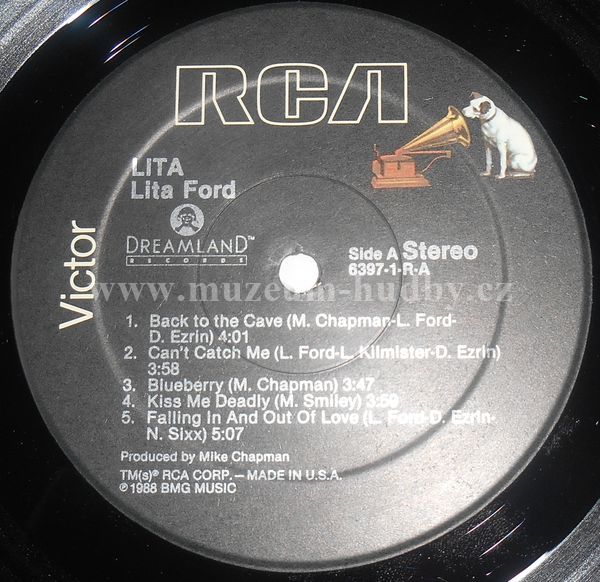 RCA
LITA
Lita Ford
Victor
DREAMLAND™
RECORDS
Side A Stereo
6397-1-R-A
www.muzeum-hudby.cz
1. Back to the Cave (M. Chapman-L. Ford-
D. Ezrin) 4:01
2. Can't Catch Me (L. Ford-L. Kilmister-D. Ezrin)
3:58
3. Blueberry (M. Chapman) 3:47
4. Kiss Me Deadly (M. Smiley) 3:59
5. Falling In And Out Of Love (L. Ford-D. Ezrin-
N. Sixx) 5:07
Produced by Mike Chapman
TM(s)® RCA CORP.—MADE IN U.S.A.
℗1988 BMG MUSIC